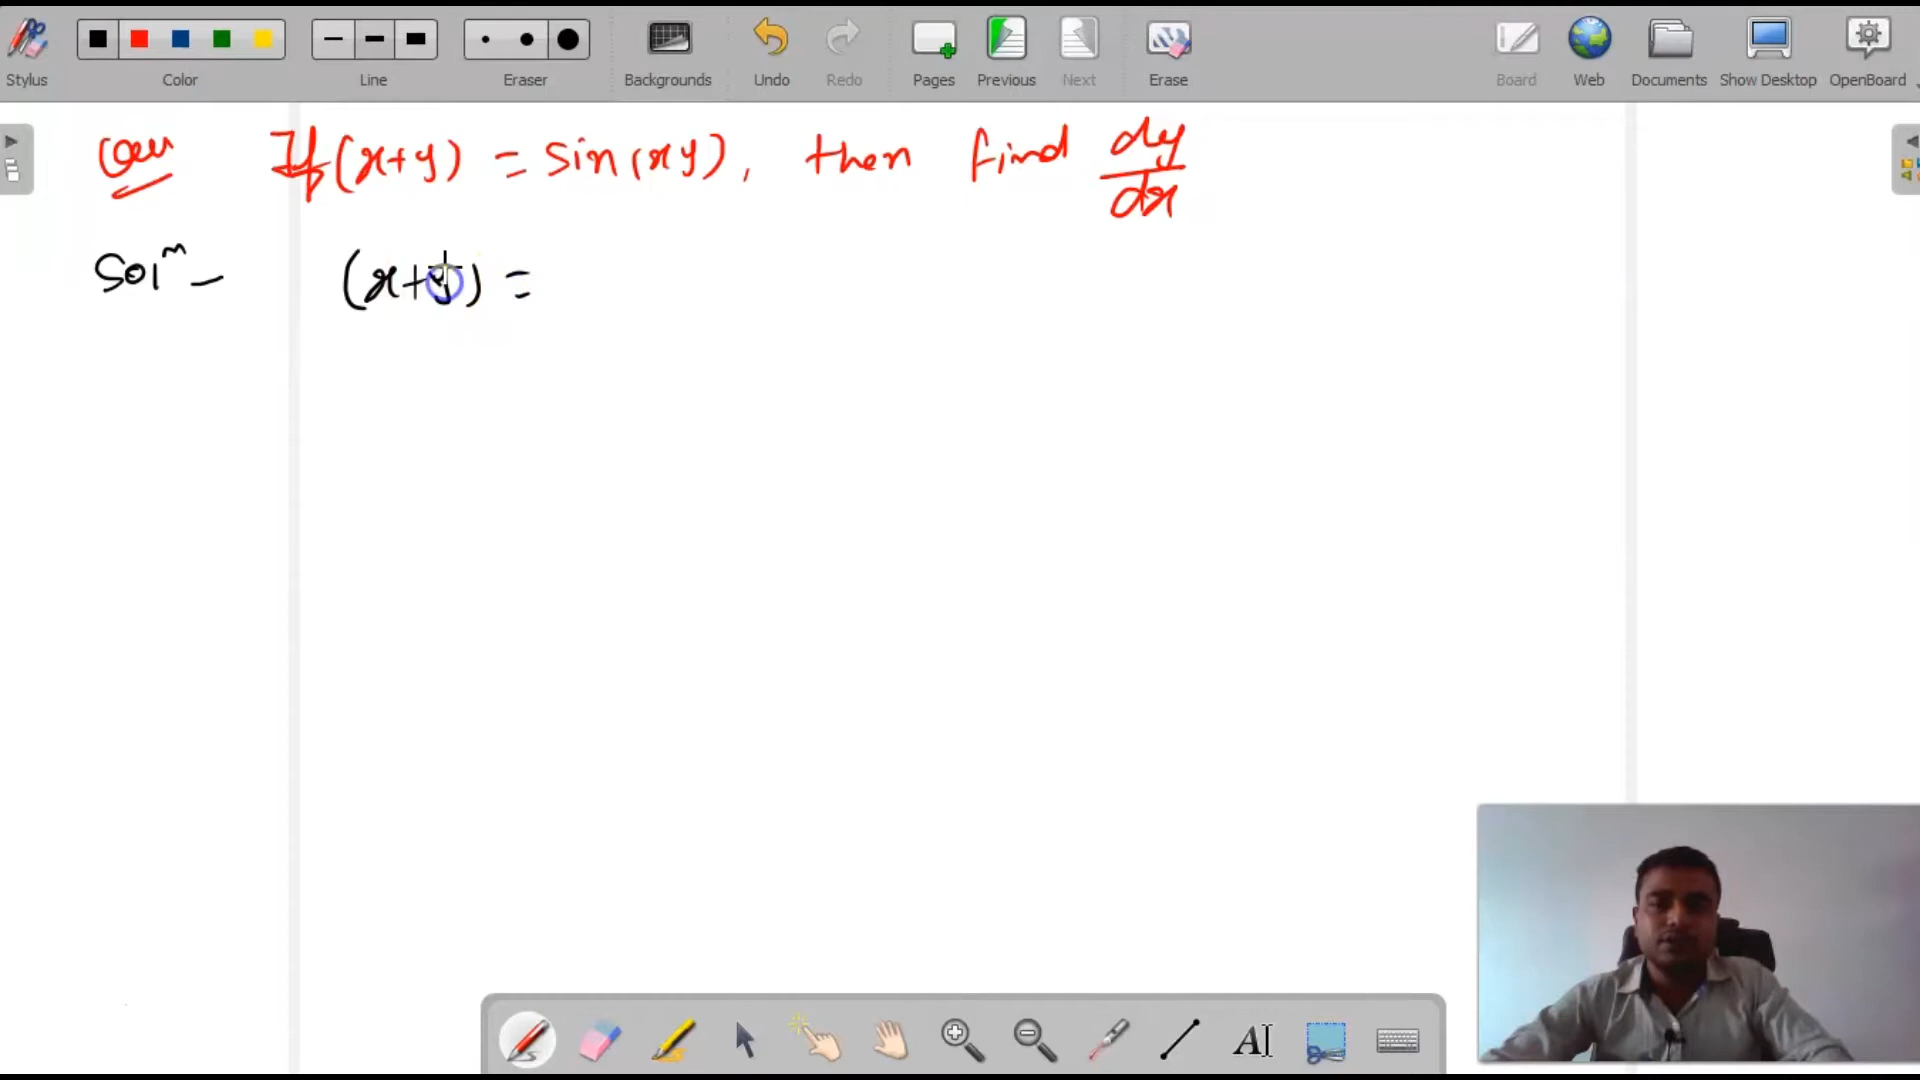 Stylus Color Line Eraser Backgrounds Undo Redo Pages Previous Next Erase Board Web Documents Show Desktop OpenBoard
Que If (x+y) = sin(xy), then find dy/dx
Solⁿ - (x+y) =